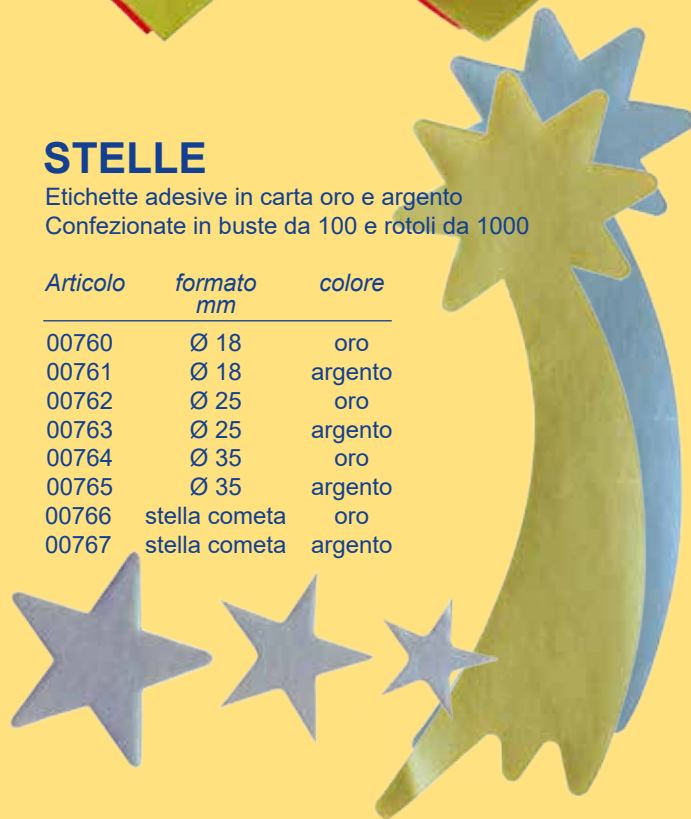 STELLE
Etichette adesive in carta oro e argento
Confezionate in buste da 100 e rotoli da 1000
Articolo formato colore
mm
00760 Ø 18 oro
00761 Ø 18 argento
00762 Ø 25 oro
00763 Ø 25 argento
00764 Ø 35 oro
00765 Ø 35 argento
00766 stella cometa oro
00767 stella cometa argento